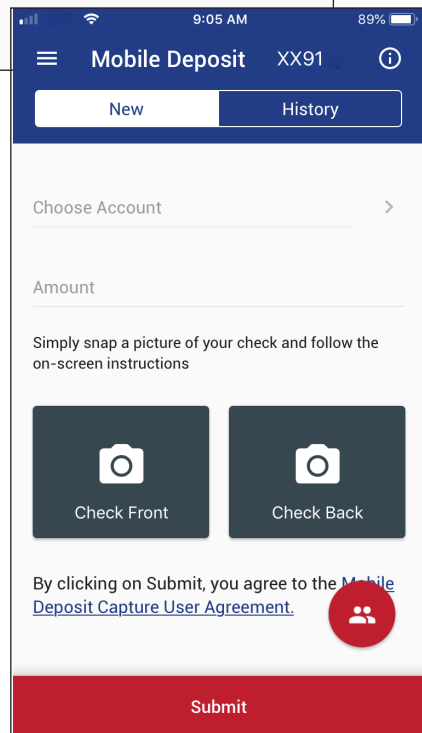 9:05 AM 89%
Mobile Deposit XX91
New History
Choose Account
Amount
Simply snap a picture of your check and follow the
on-screen instructions
Check Front Check Back
By clicking on Submit, you agree to the Mobile
Deposit Capture User Agreement.
Submit